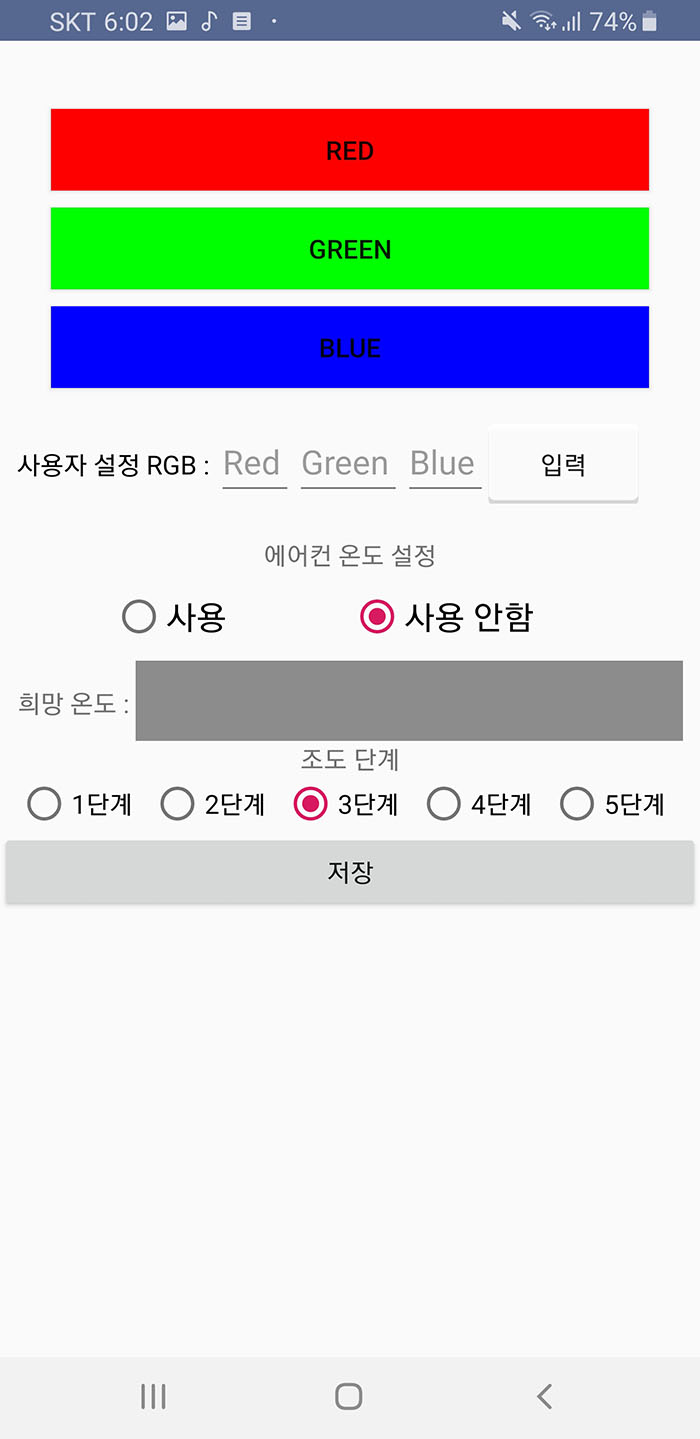 SKT 6:02 74%
RED
GREEN
BLUE
사용자 설정 RGB : Red Green Blue 입력
에어컨 온도 설정
사용 사용 안함
희망 온도 :
조도 단계
1단계 2단계 3단계 4단계 5단계
저장